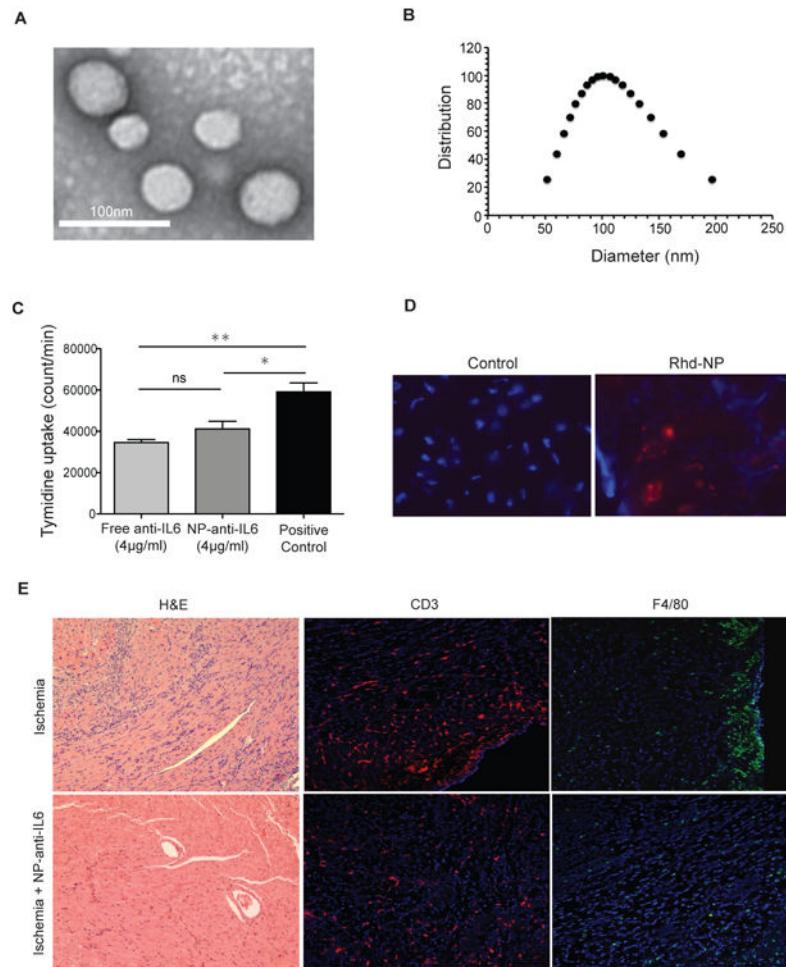 A
100nm
B
Distribution
120
100
80
60
40
20
0
50
100
150
200
250
Diameter (nm)
C
Tymidine uptake (count/min)
80000
60000
40000
20000
0
**
ns
*
Free anti-IL6
(4µg/ml)
NP-anti-IL6
(4µg/ml)
Positive
Control
D
Control
Rhd-NP
E
H&E
CD3
F4/80
Ischemia
Ischemia + NP-anti-IL6